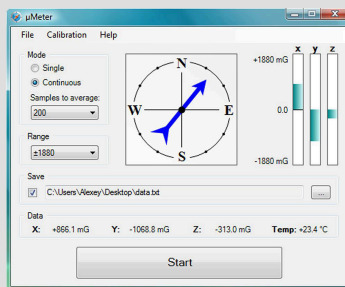 µMeter
File Calibration Help
Mode
Single
Continuous
Samples to average:
200
Range
±1880
N
W E
S
x y z
+1880 mG
0.0
-1880 mG
Save
C:\Users\Alexey\Desktop\data.txt
...
Data
X: +866.1 mG Y: -1068.8 mG Z: -313.0 mG Temp: +23.4 °C
Start